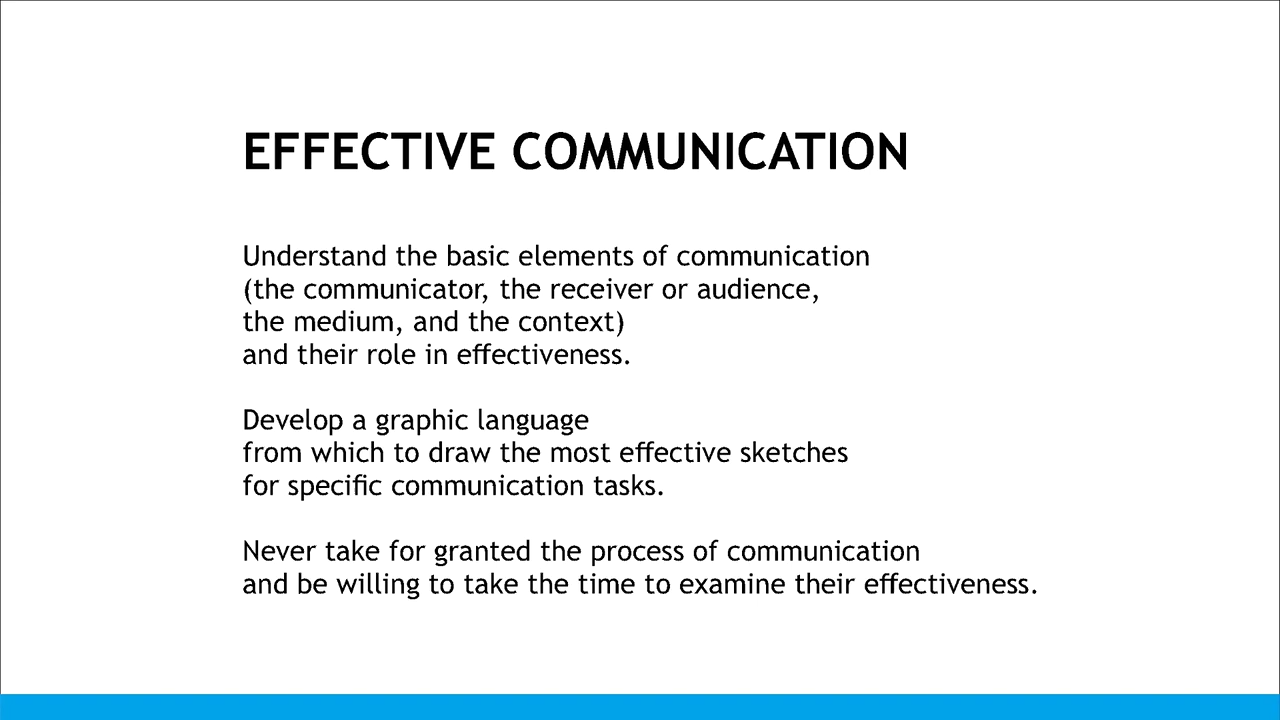 EFFECTIVE COMMUNICATION
Understand the basic elements of communication
(the communicator, the receiver or audience,
the medium, and the context)
and their role in effectiveness.
Develop a graphic language
from which to draw the most effective sketches
for specific communication tasks.
Never take for granted the process of communication
and be willing to take the time to examine their effectiveness.